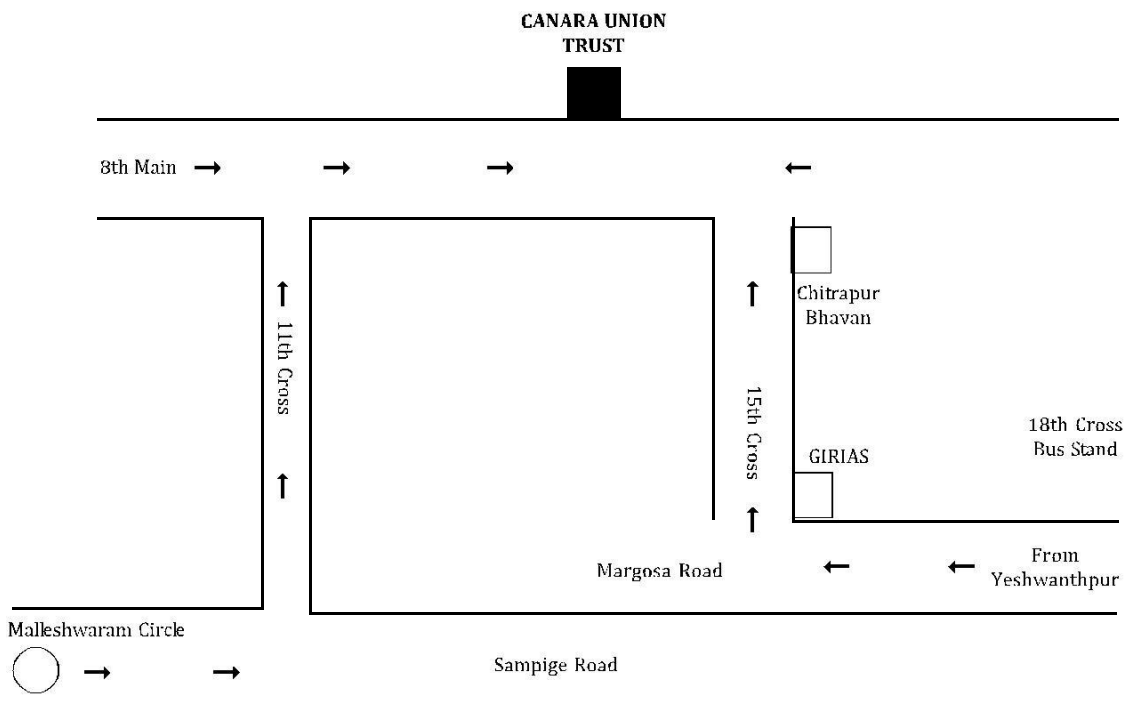 CANARA UNION
TRUST
8th Main
11th Cross
15th Cross
Chitrapur
Bhavan
18th Cross
Bus Stand
GIRIAS
Margosa Road
From
Yeshwanthpur
Malleshwaram Circle
Sampige Road